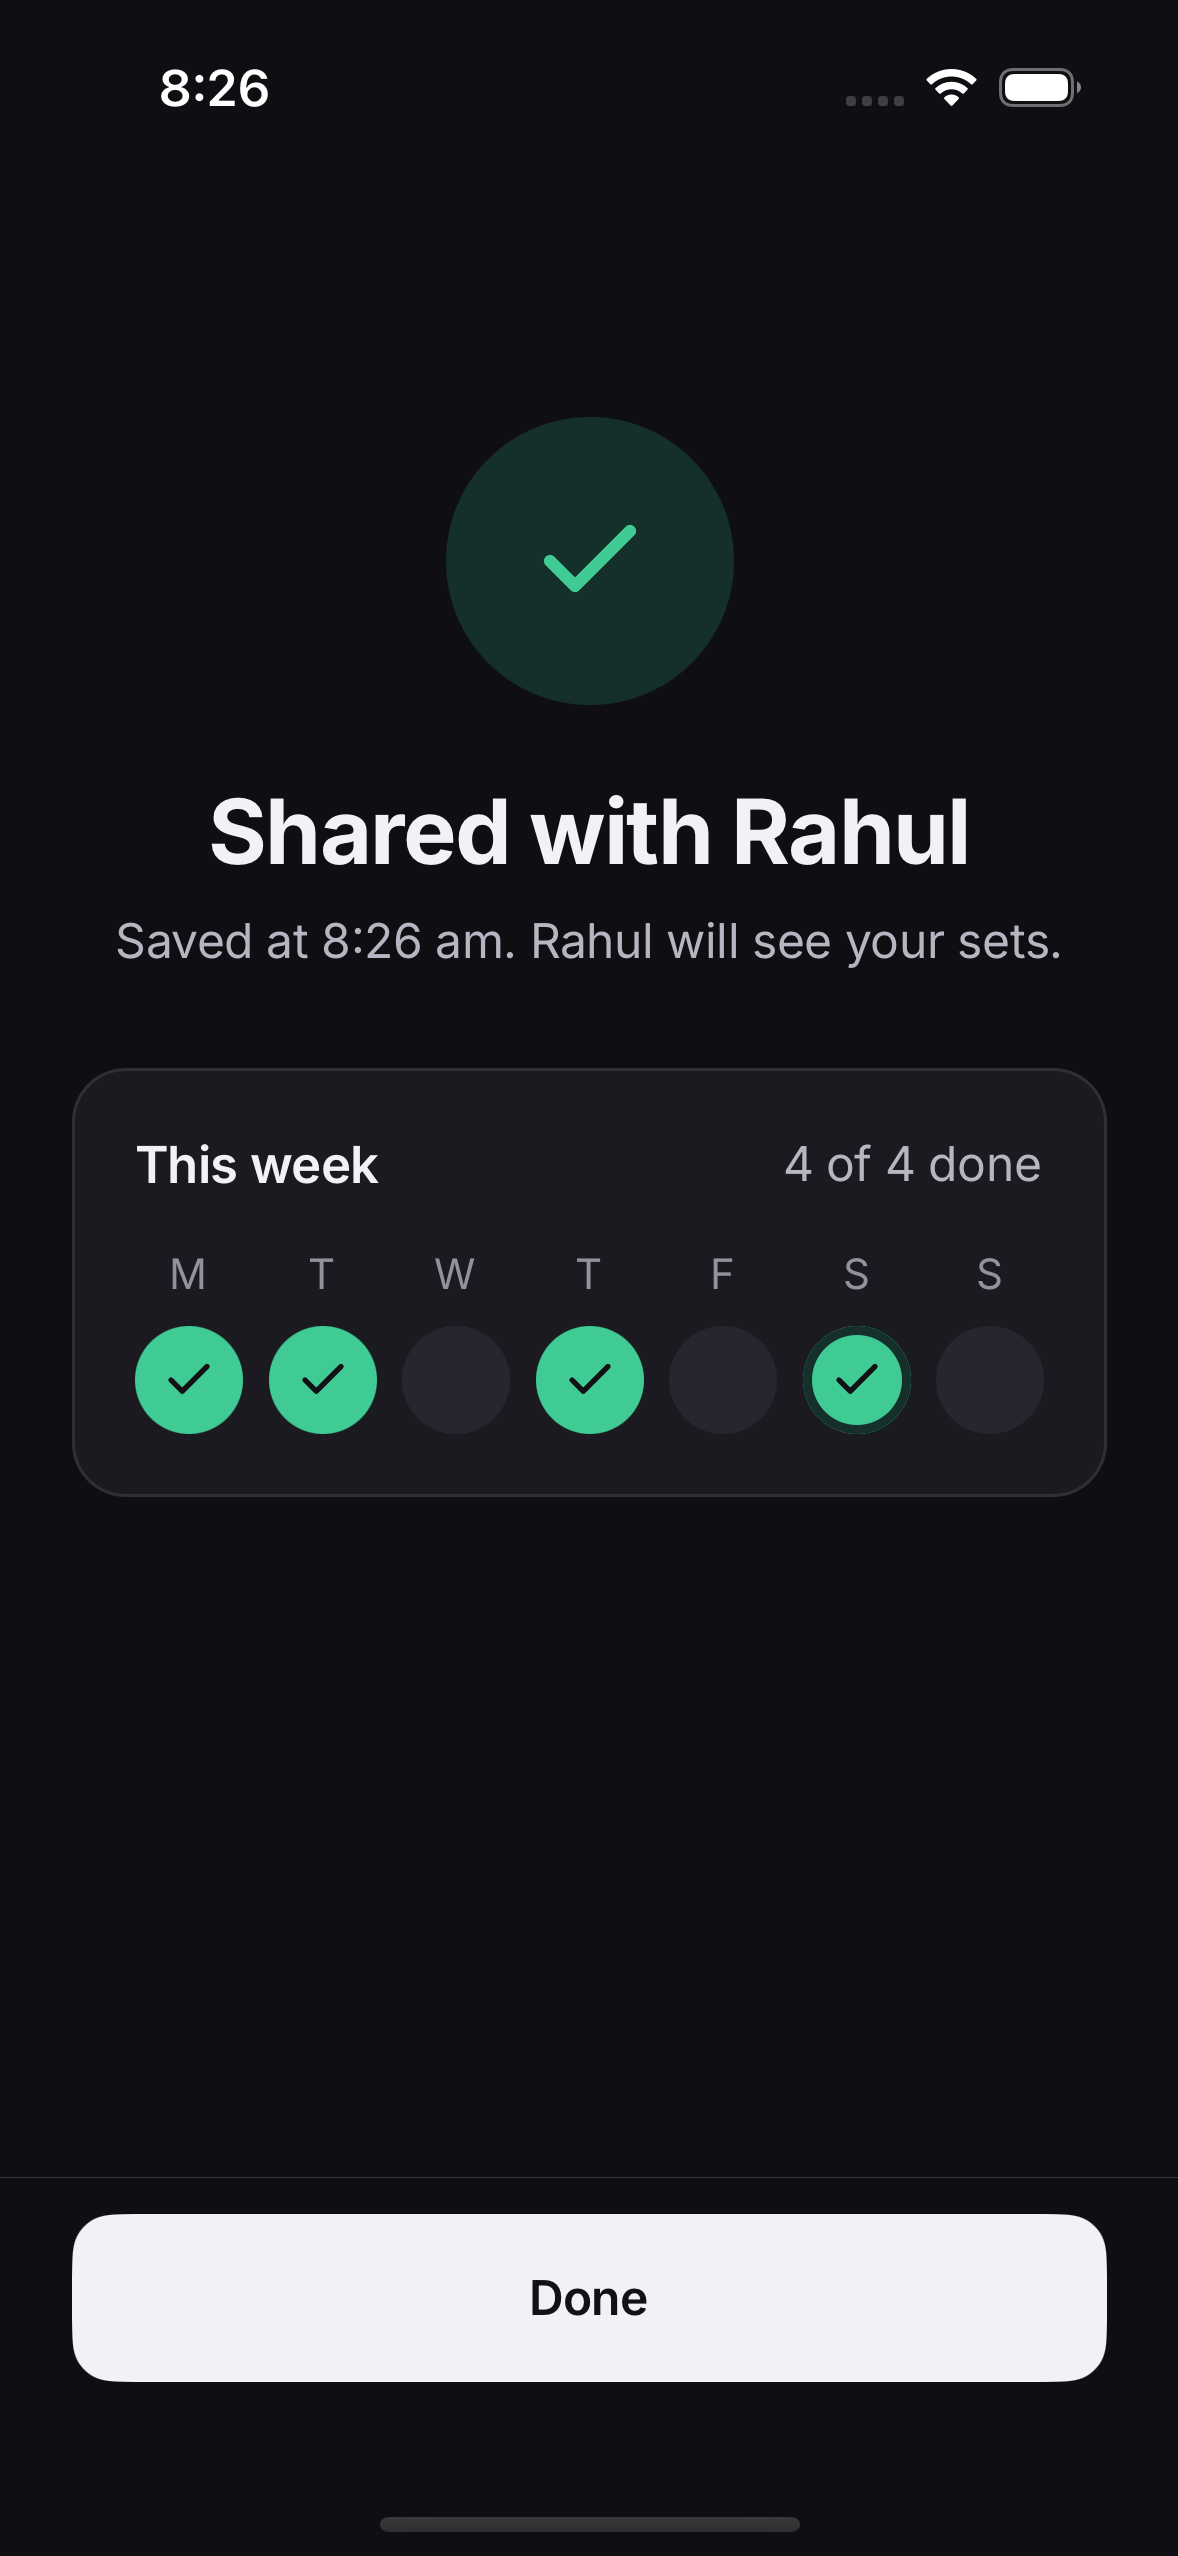 8:26
Shared with Rahul
Saved at 8:26 am. Rahul will see your sets.
This week 4 of 4 done
M T W T F S S
Done